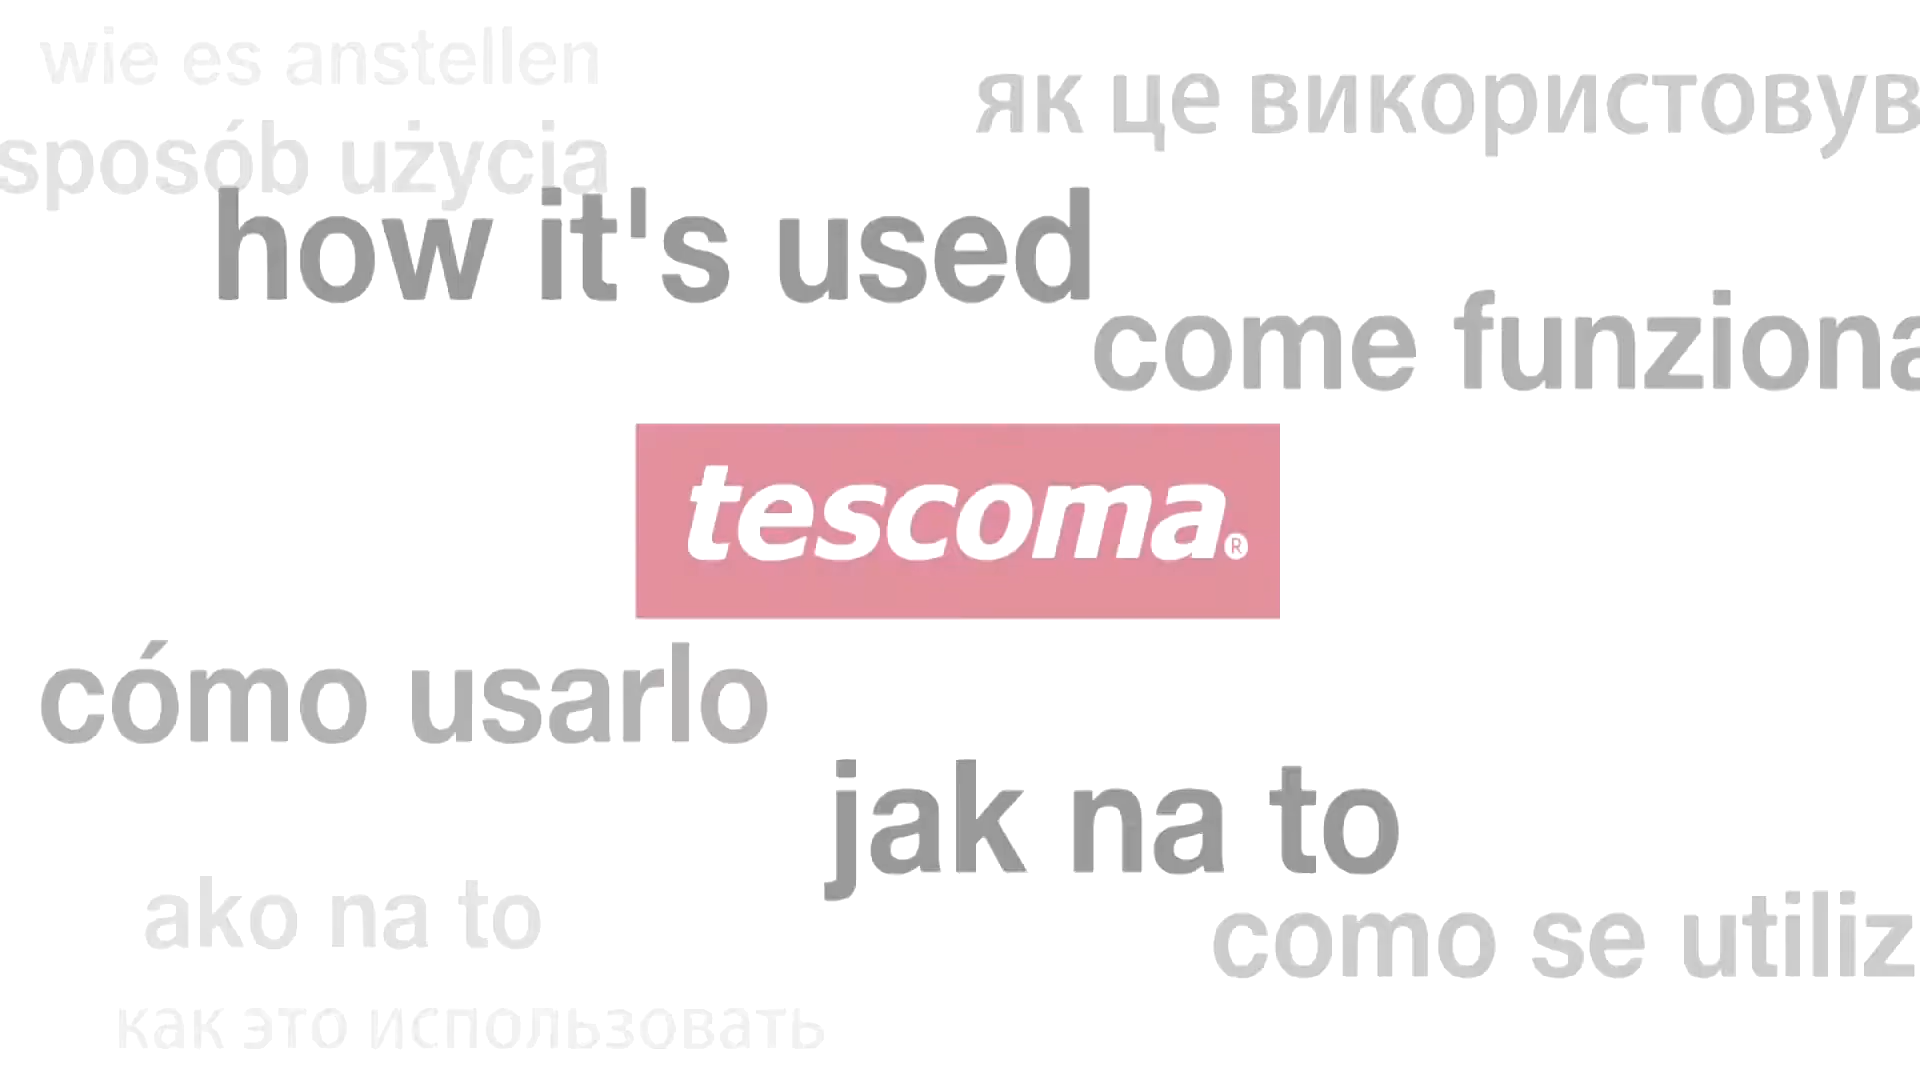 wie es anstellen
як це використовув
sposób użycia
how it's used
come funziona
tescoma®
cómo usarlo
jak na to
ako na to
como se utiliz
как это использовать